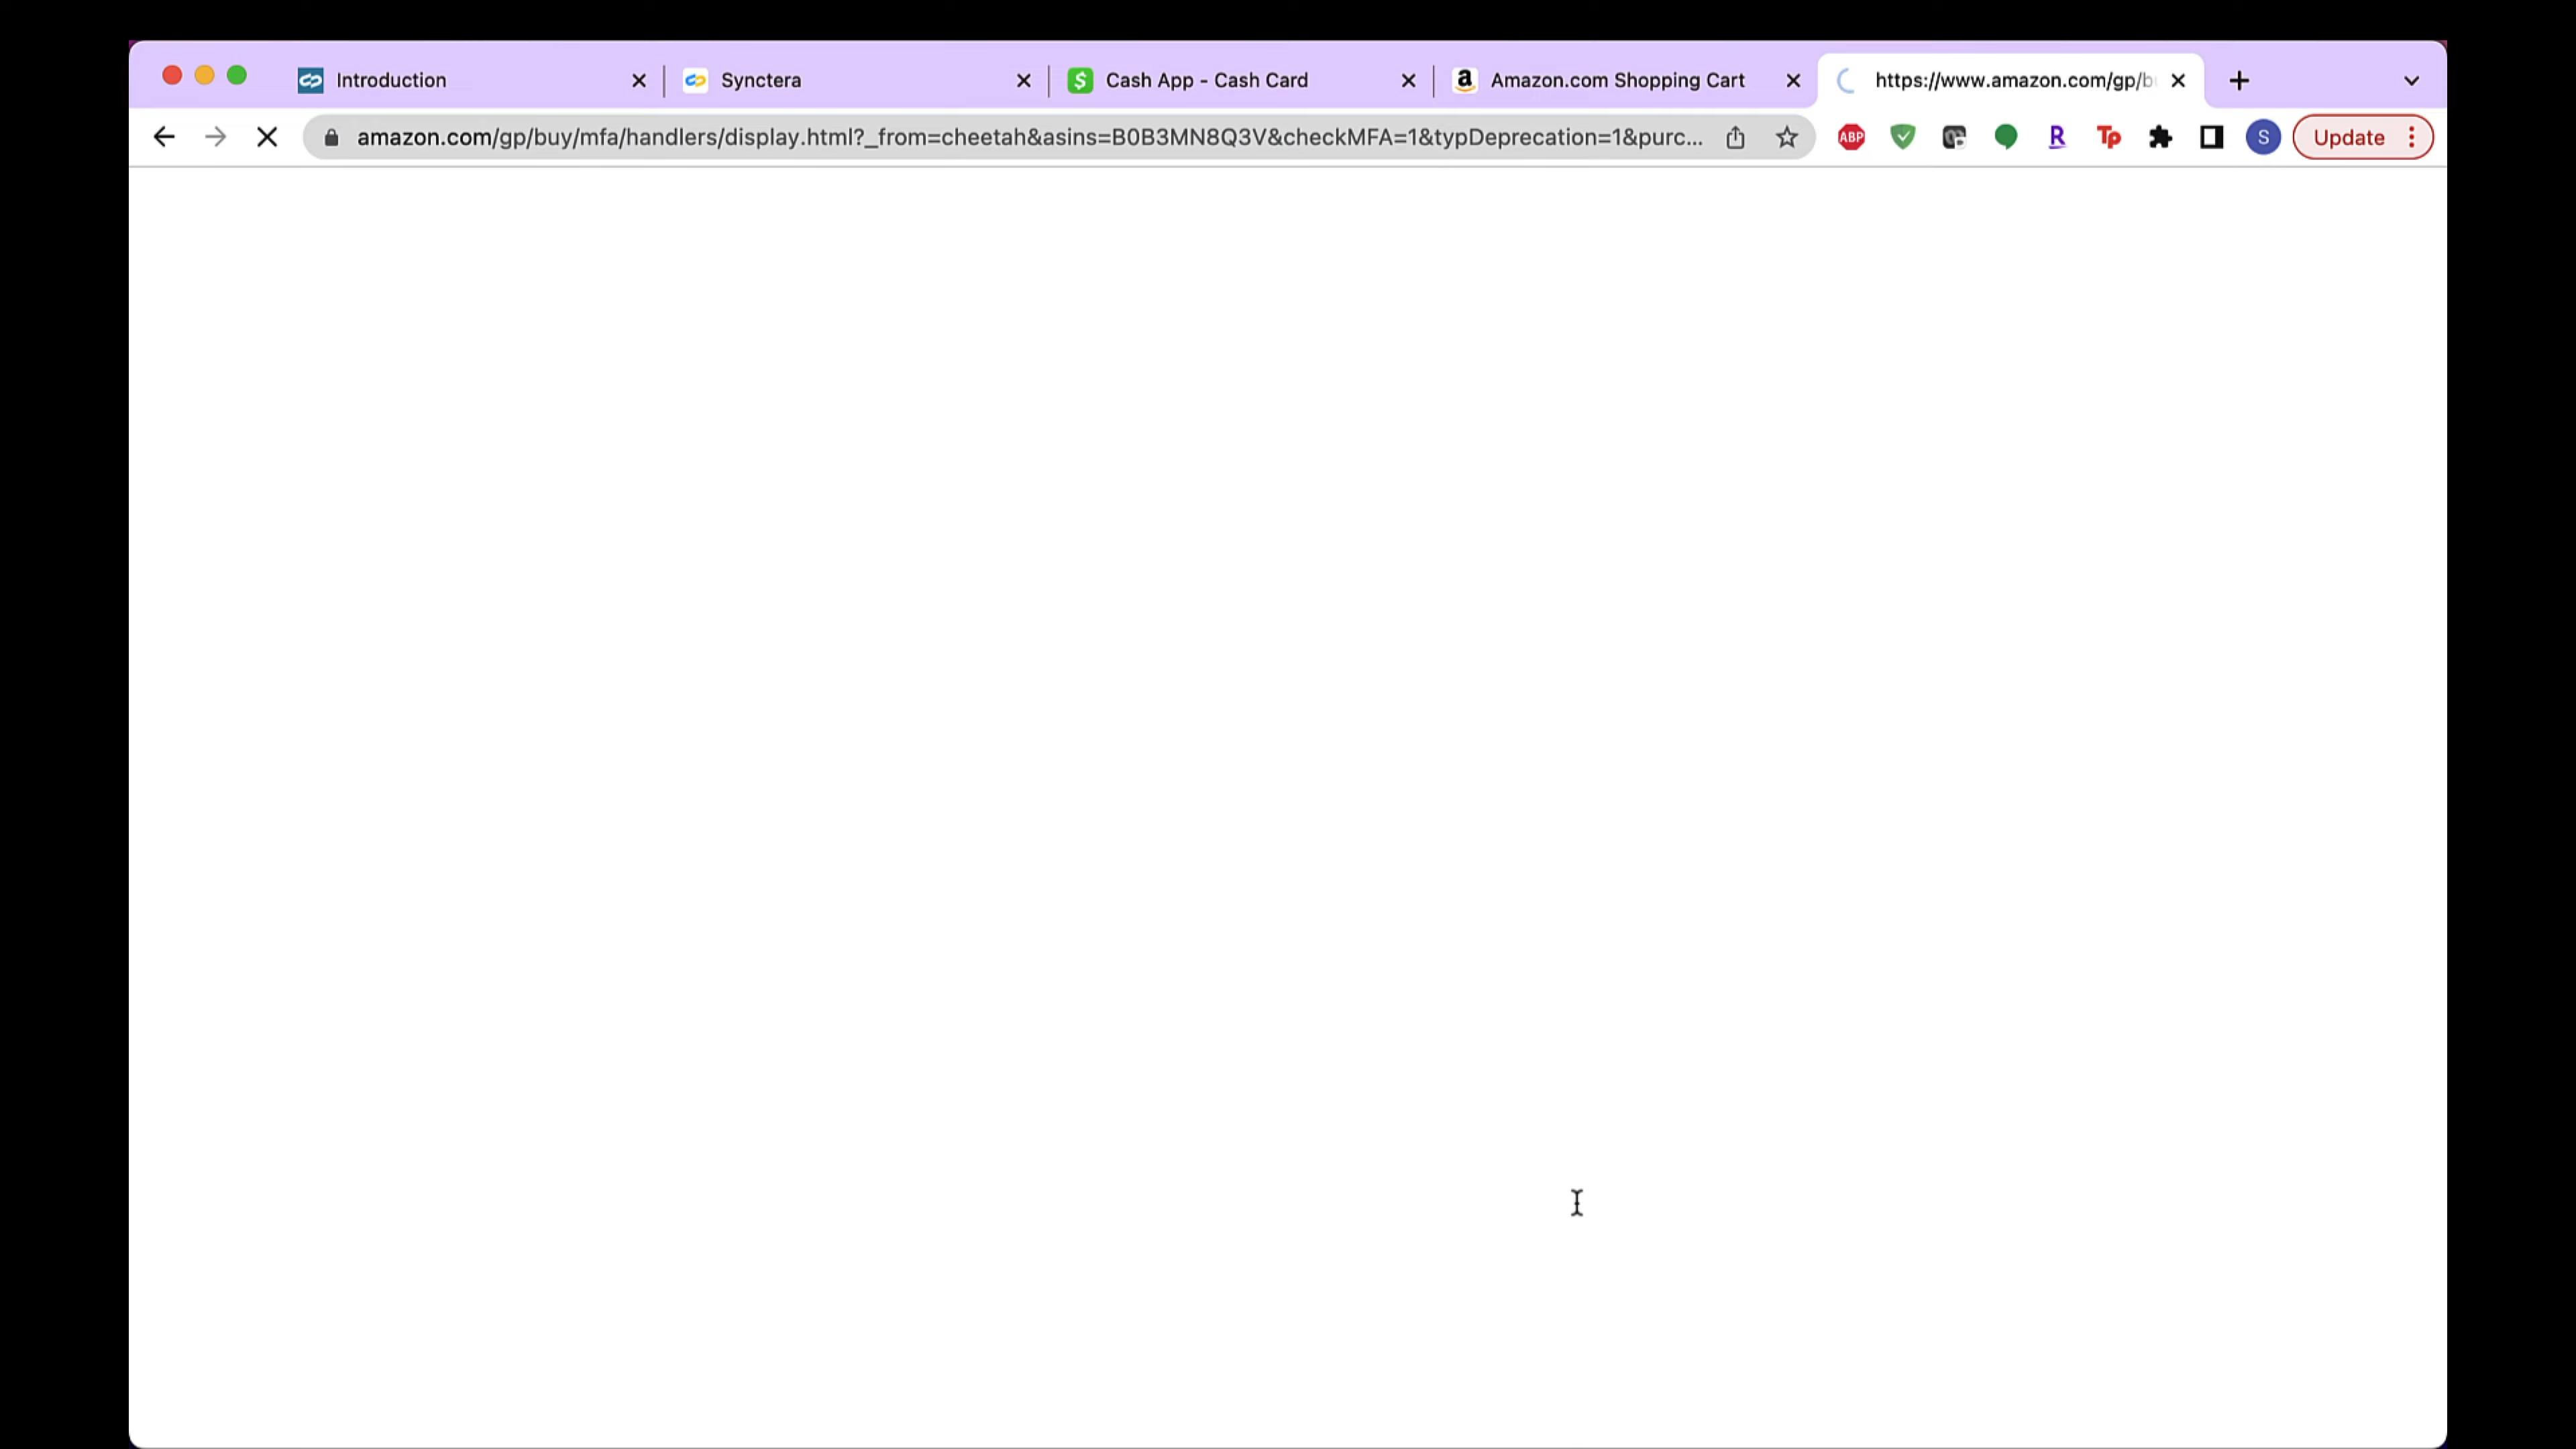 Introduction
Synctera
Cash App - Cash Card
Amazon.com Shopping Cart
https://www.amazon.com/gp/b
amazon.com/gp/buy/mfa/handlers/display.html?_from=cheetah&asins=B0B3MN8Q3V&checkMFA=1&typDeprecation=1&purc...
ABP
R
Tp
S
Update